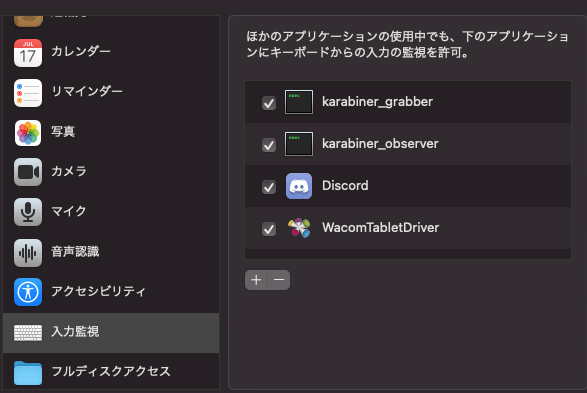 カレンダー
リマインダー
写真
カメラ
マイク
音声認識
アクセシビリティ
入力監視
フルディスクアクセス
ほかのアプリケーションの使用中でも、下のアプリケーショ
ンにキーボードからの入力の監視を許可。
karabiner_grabber
karabiner_observer
Discord
WacomTabletDriver